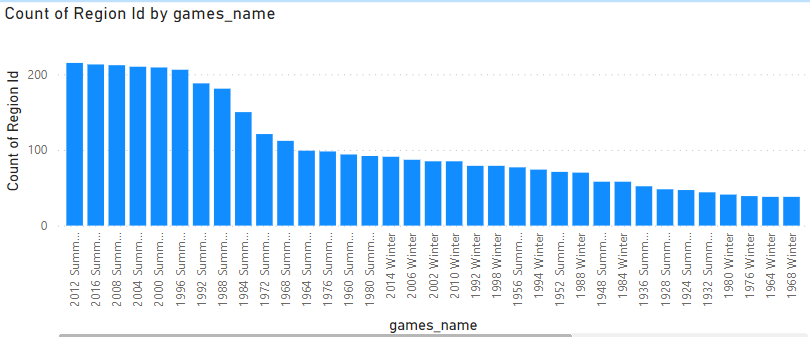 Count of Region Id by games_name
Count of Region Id
200
100
0
2012 Summ...
2016 Summ...
2008 Summ...
2004 Summ...
2000 Summ...
1996 Summ...
1992 Summ...
1988 Summ...
1984 Summ...
1972 Summ...
1968 Summ...
1964 Summ...
1976 Summ...
1960 Summ...
1980 Summ...
2014 Winter
2006 Winter
2002 Winter
2010 Winter
1992 Winter
1998 Winter
1956 Summ...
1994 Winter
1952 Summ...
1988 Winter
1948 Summ...
1984 Winter
1936 Summ...
1928 Summ...
1924 Summ...
1932 Summ...
1980 Winter
1976 Winter
1964 Winter
1968 Winter
games_name